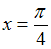 x = π/4